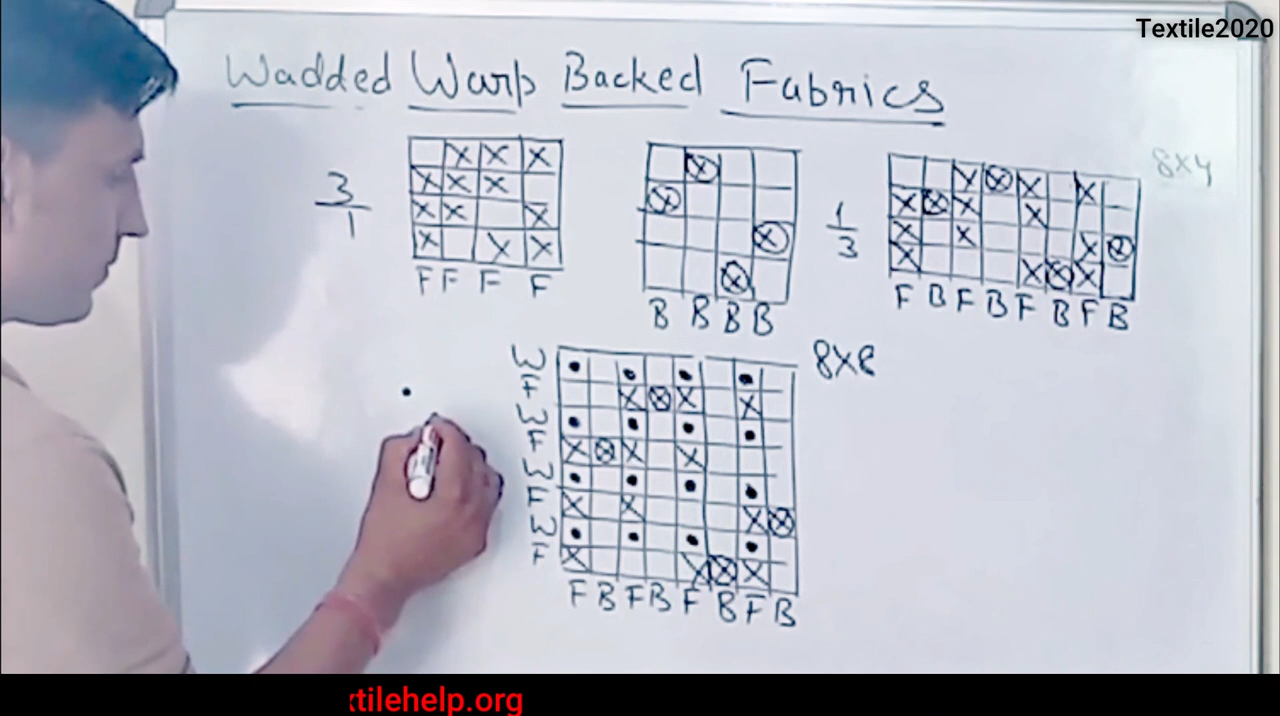 Textile2020
Wadded Warp Backed Fabrics
3
1
X X X
X X X
X X X
X X X
F F F F
B B B B
1
3
8X4
X X X X
X X X X
X X X X
X X X X
F B F B F B F B
8X8
W
F X X X X
W
F X X X X
W
F X X X X
W
F X X X X
F B F B F B F B
tilehelp.org